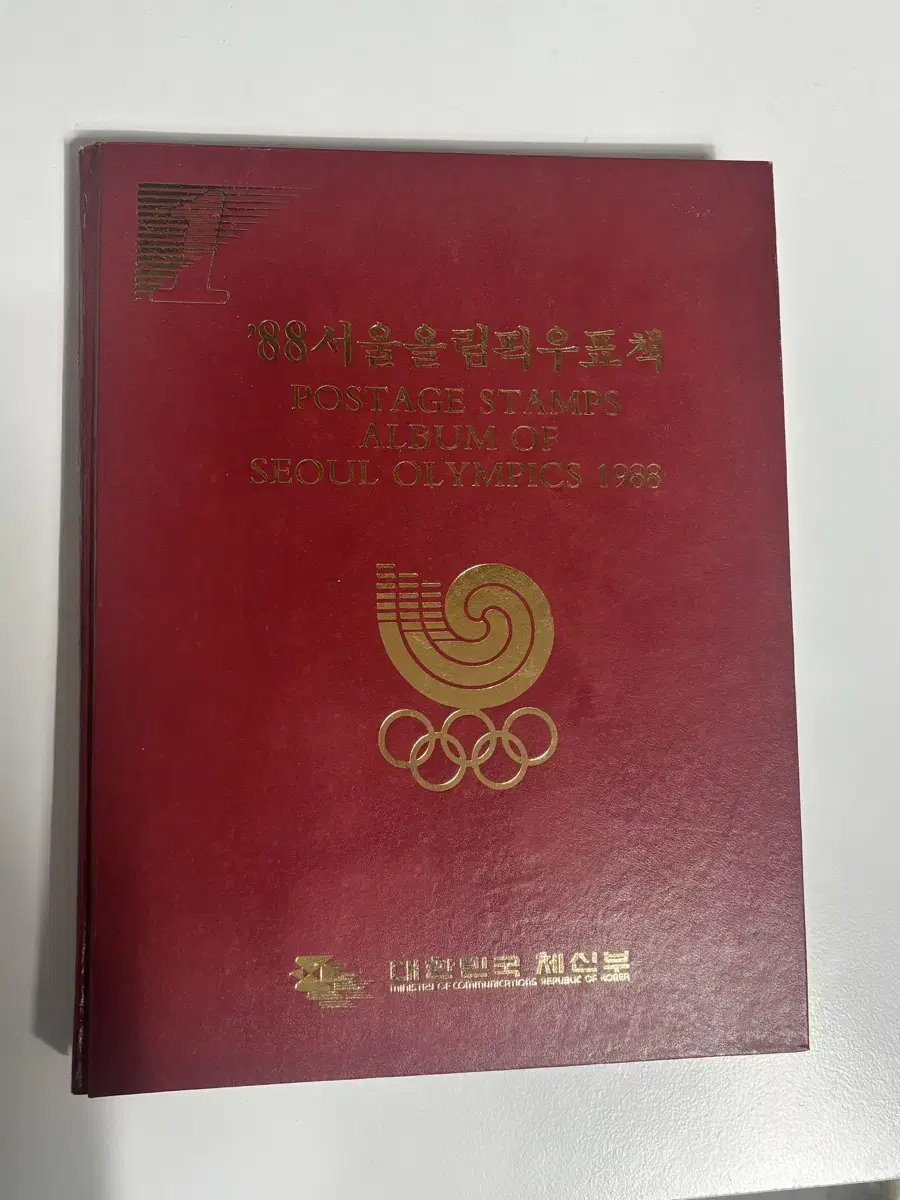 1
'88서울올림픽우표책
POSTAGE STAMPS
ALBUM OF
SEOUL OLYMPICS 1988
대한민국 체신부
MINISTRY OF COMMUNICATIONS REPUBLIC OF KOREA